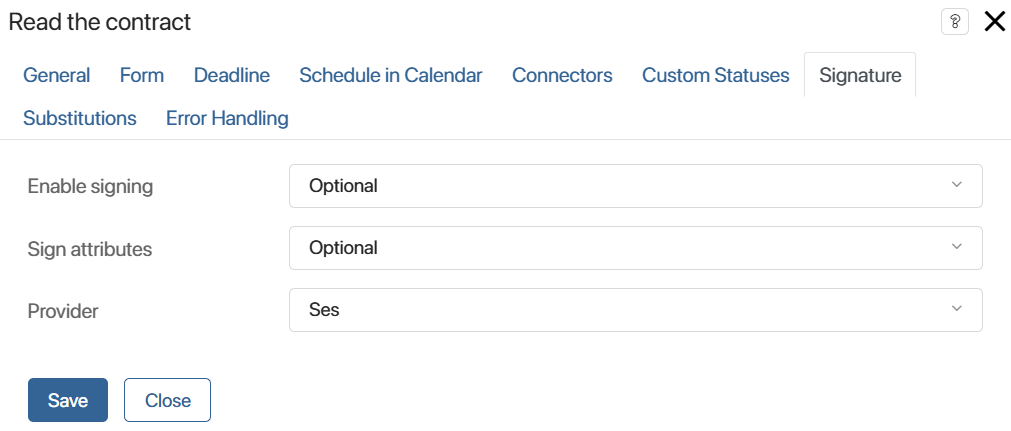 Read the contract
?
General Form Deadline Schedule in Calendar Connectors Custom Statuses Signature
Substitutions Error Handling
Enable signing Optional
Sign attributes Optional
Provider Ses
Save Close